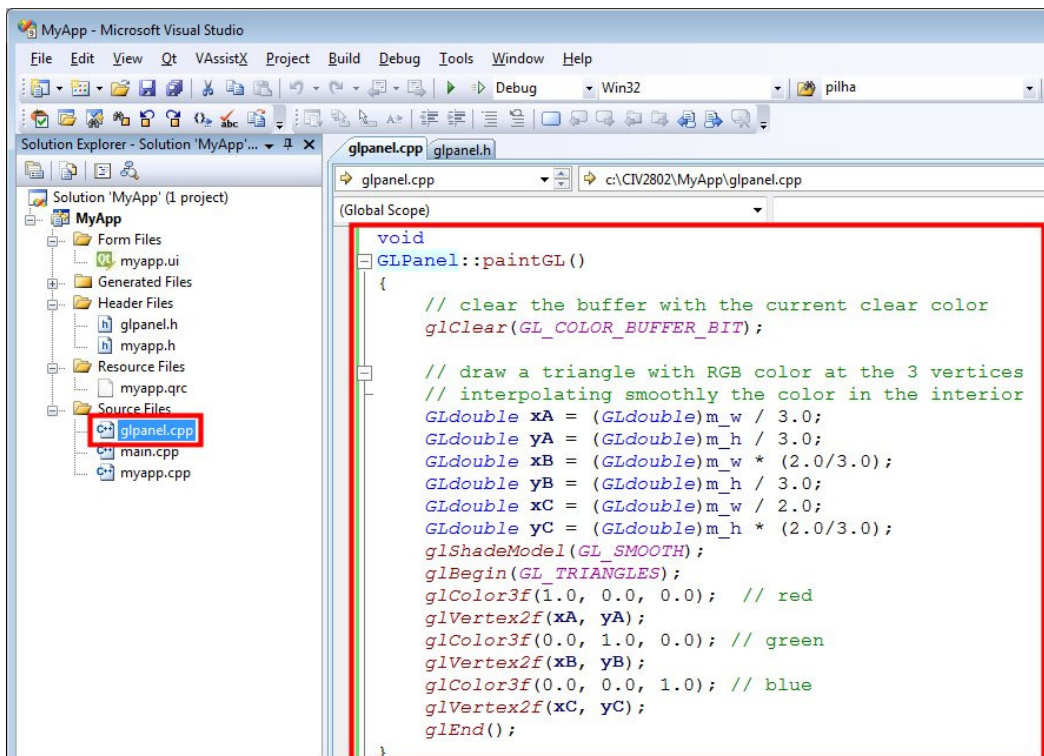 MyApp - Microsoft Visual Studio
File Edit View Qt VAssistX Project Build Debug Tools Window Help
Debug Win32 pilha
Solution Explorer - Solution 'MyApp'...
glpanel.cpp glpanel.h
glpanel.cpp c:\CIV2802\MyApp\glpanel.cpp
(Global Scope)
Solution 'MyApp' (1 project)
MyApp
Form Files
myapp.ui
Generated Files
Header Files
glpanel.h
myapp.h
Resource Files
myapp.qrc
Source Files
glpanel.cpp
main.cpp
myapp.cpp
void
GLPanel::paintGL()
{
// clear the buffer with the current clear color
glClear(GL_COLOR_BUFFER_BIT);
// draw a triangle with RGB color at the 3 vertices
// interpolating smoothly the color in the interior
GLdouble xA = (GLdouble)m_w / 3.0;
GLdouble yA = (GLdouble)m_h / 3.0;
GLdouble xB = (GLdouble)m_w * (2.0/3.0);
GLdouble yB = (GLdouble)m_h / 3.0;
GLdouble xC = (GLdouble)m_w / 2.0;
GLdouble yC = (GLdouble)m_h * (2.0/3.0);
glShadeModel(GL_SMOOTH);
glBegin(GL_TRIANGLES);
glColor3f(1.0, 0.0, 0.0); // red
glVertex2f(xA, yA);
glColor3f(0.0, 1.0, 0.0); // green
glVertex2f(xB, yB);
glColor3f(0.0, 0.0, 1.0); // blue
glVertex2f(xC, yC);
glEnd();
}